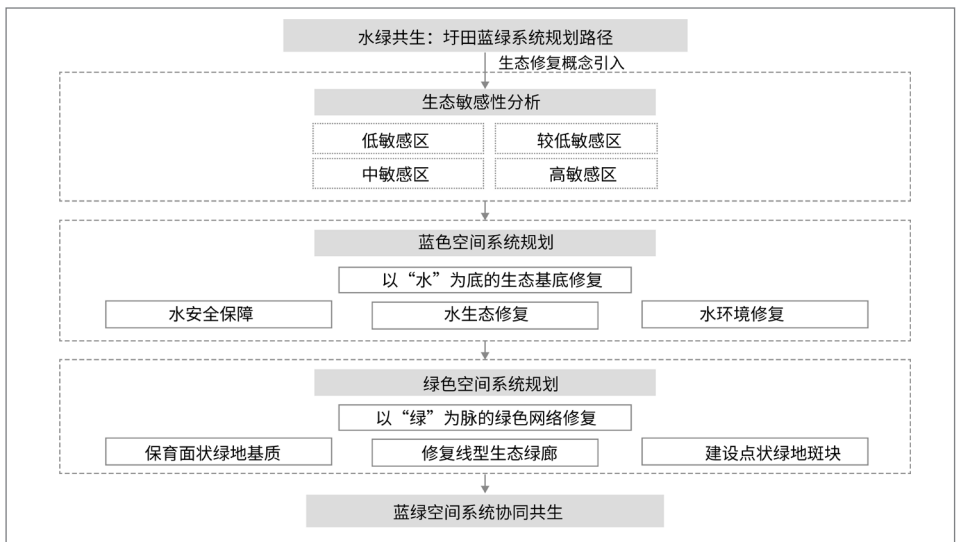 水绿共生：圩田蓝绿系统规划路径
生态修复概念引入
生态敏感性分析
低敏感区
较低敏感区
中敏感区
高敏感区
蓝色空间系统规划
以“水”为底的生态基底修复
水安全保障
水生态修复
水环境修复
绿色空间系统规划
以“绿”为脉的绿色网络修复
保育面状绿地基质
修复线型生态绿廊
建设点状绿地斑块
蓝绿空间系统协同共生